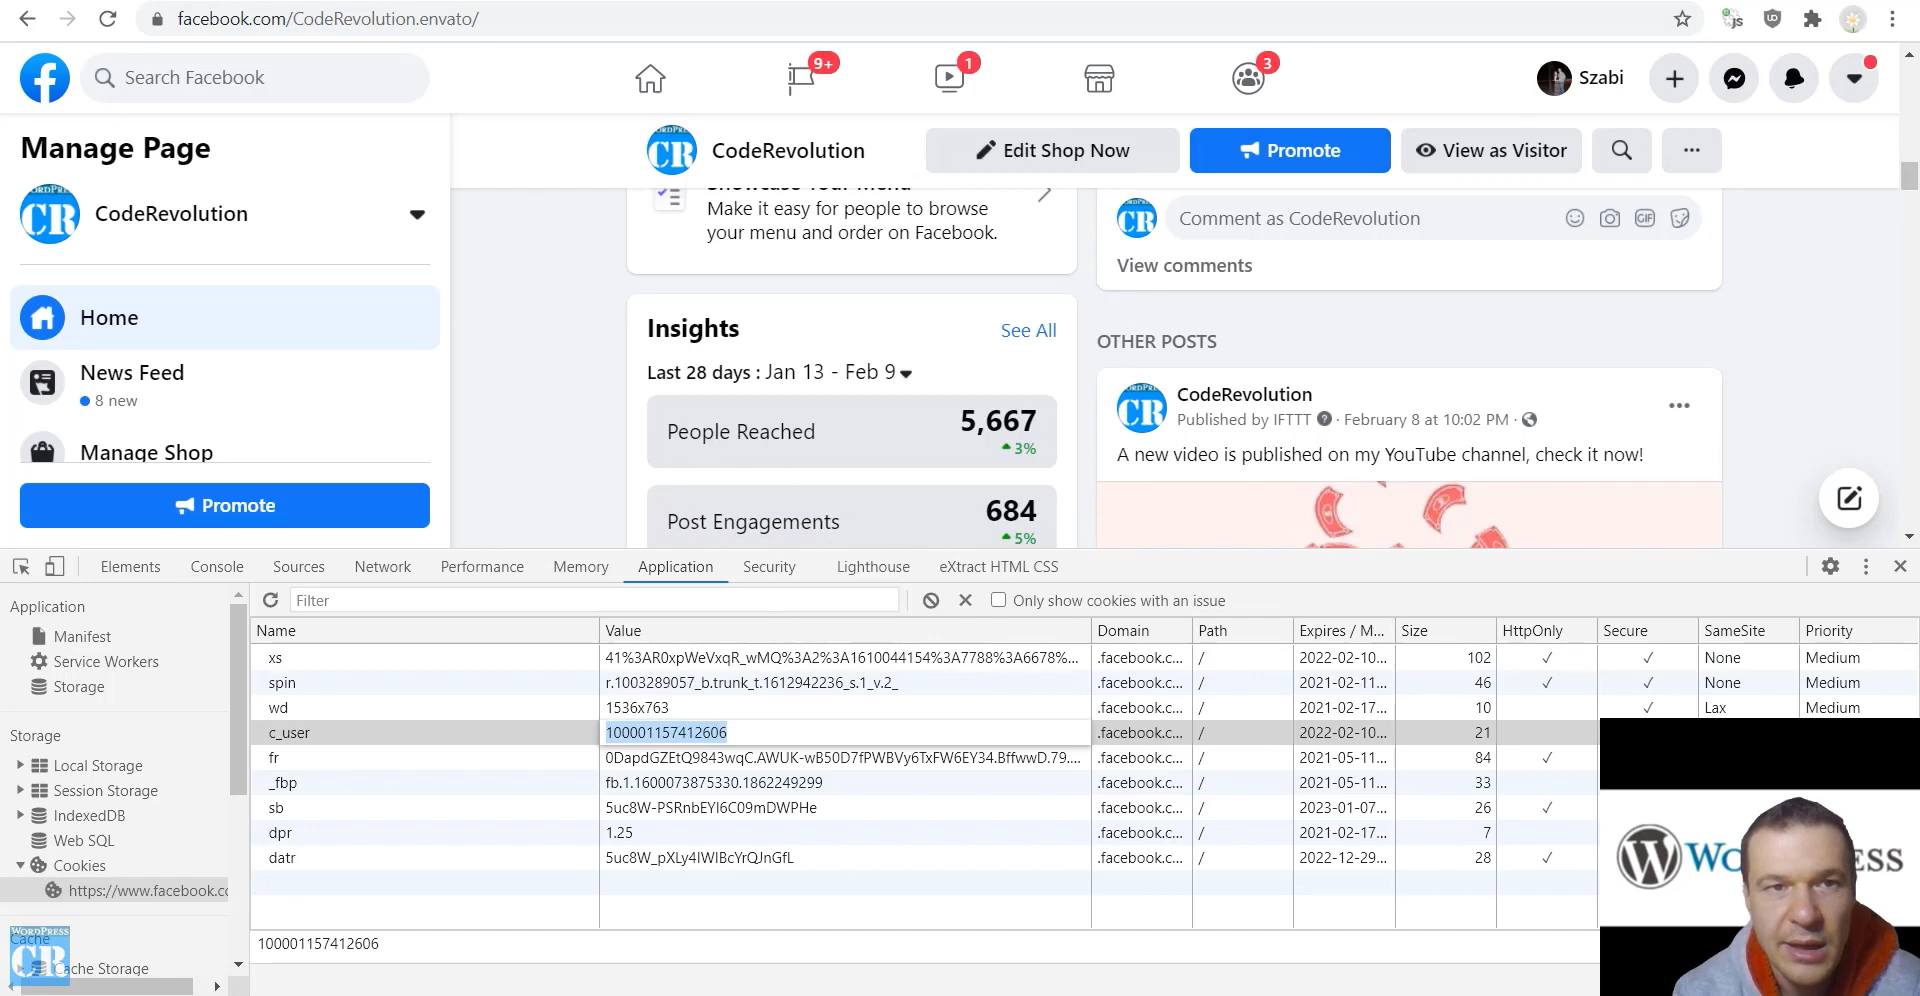 facebook.com/CodeRevolution.envato/
JS
Search Facebook
9+
1
3
Szabi
Manage Page
CodeRevolution
Home
News Feed
8 new
Manage Shop
Promote
WORDPRESS
CR
CodeRevolution
Edit Shop Now
Promote
View as Visitor
Showcase Your menu
Make it easy for people to browse
your menu and order on Facebook.
Insights
See All
Last 28 days : Jan 13 - Feb 9
People Reached
5,667
3%
Post Engagements
684
5%
Comment as CodeRevolution
GIF
View comments
OTHER POSTS
CodeRevolution
Published by IFTTT
· February 8 at 10:02 PM ·
A new video is published on my YouTube channel, check it now!
Elements Console Sources Network Performance Memory Application Security Lighthouse eXtract HTML CSS
Application
Manifest
Service Workers
Storage
Storage
Local Storage
Session Storage
IndexedDB
Web SQL
Cookies
https://www.facebook.cc
Cache
Cache Storage
WORDPRESS
CR
Filter
Only show cookies with an issue
Name Value Domain Path Expires / M... Size HttpOnly Secure SameSite Priority
xs 41%3AR0xpWeVxqR_wMQ%3A2%3A1610044154%3A7788%3A6678%... .facebook.c... / 2022-02-10... 102 ✓ ✓ None Medium
spin r.1003289057_b.trunk_t.1612942236_s.1_v.2_ .facebook.c... / 2021-02-11... 46 ✓ ✓ None Medium
wd 1536x763 .facebook.c... / 2021-02-17... 10 ✓ Lax Medium
c_user 100001157412606 .facebook.c... / 2022-02-10... 21
fr 0DapdGZEtQ9843wqC.AWUK-wB50D7fPWBVy6TxFW6EY34.BffwwD.79.... .facebook.c... / 2021-05-11... 84 ✓
_fbp fb.1.1600073875330.1862249299 .facebook.c... / 2021-05-11... 33
sb 5uc8W-PSRnbEYI6C09mDWPHe .facebook.c... / 2023-01-07... 26 ✓
dpr 1.25 .facebook.c... / 2021-02-17... 7
datr 5uc8W_pXLy4IWIBcYrQJnGfL .facebook.c... / 2022-12-29... 28 ✓
100001157412606